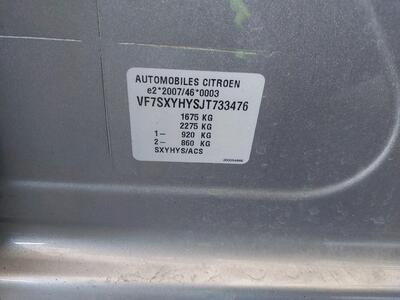 AUTOMOBILES CITROEN
e2*2007/46*0003
VF7SXYHYSJT733476
1675 KG
2275 KG
1- 920 KG
2- 860 KG
SXYHYS/ACS